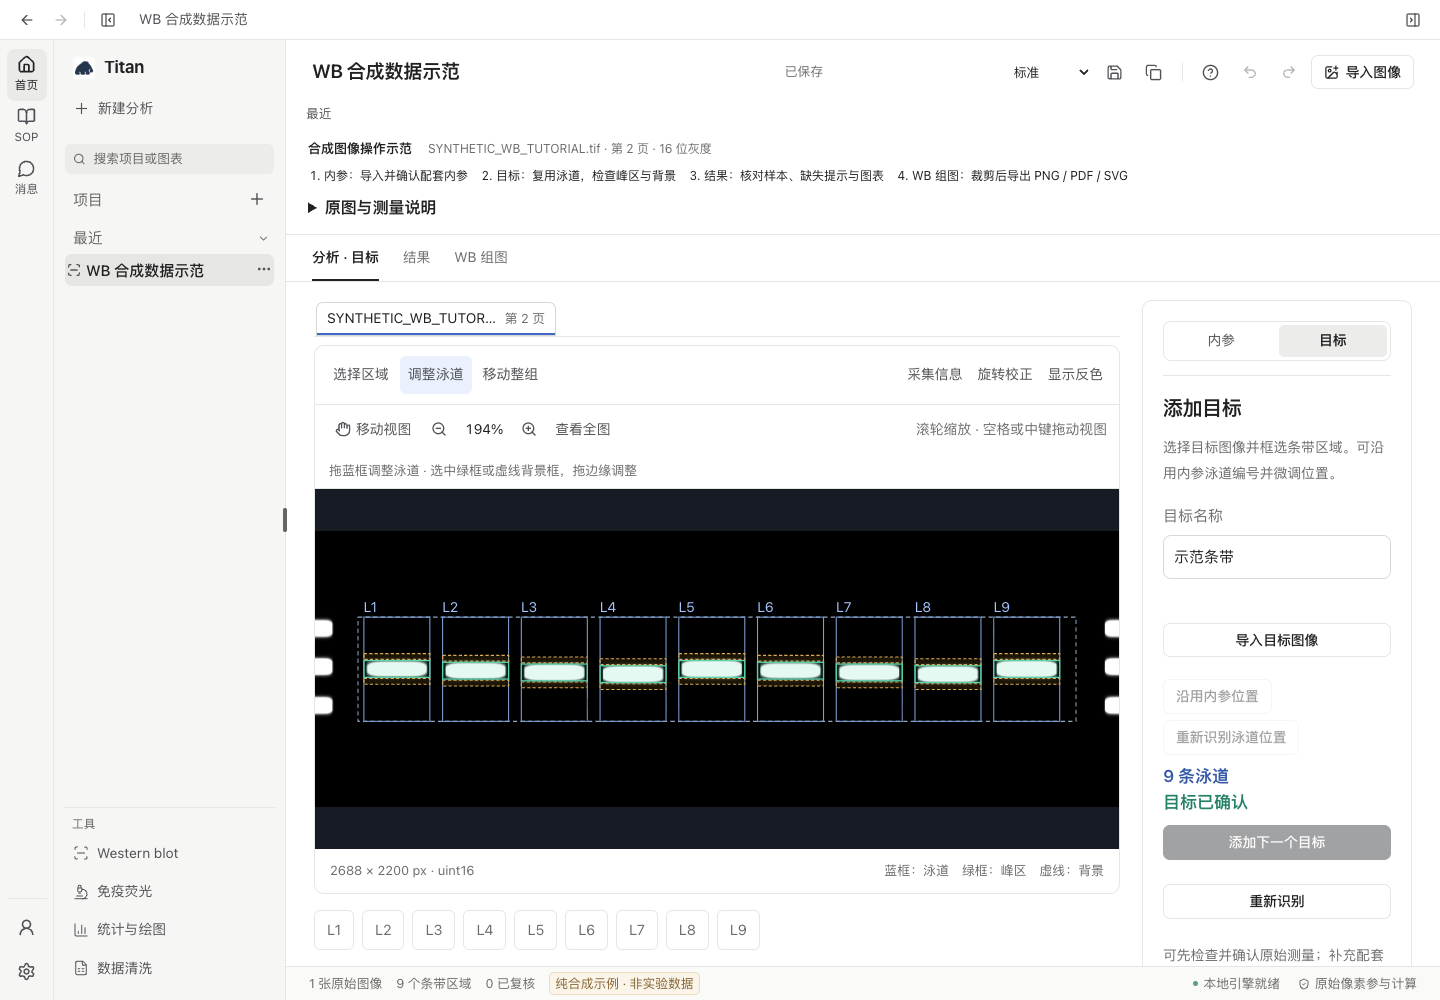 WB 合成数据示范
首页
SOP
消息
Titan
新建分析
搜索项目或图表
项目
最近
WB 合成数据示范
工具
Western blot
免疫荧光
统计与绘图
数据清洗
WB 合成数据示范
已保存
标准
导入图像
最近
合成图像操作示范 SYNTHETIC_WB_TUTORIAL.tif · 第 2 页 · 16 位灰度
1. 内参：导入并确认配套内参 2. 目标：复用泳道，检查峰区与背景 3. 结果：核对样本、缺失提示与图表 4. WB 组图：裁剪后导出 PNG / PDF / SVG
原图与测量说明
分析 · 目标 结果 WB 组图
SYNTHETIC_WB_TUTOR... 第 2 页
选择区域 调整泳道 移动整组 采集信息 旋转校正 显示反色
移动视图 194% 查看全图 滚轮缩放 · 空格或中键拖动视图
拖蓝框调整泳道 · 选中绿框或虚线背景框，拖边缘调整
L1 L2 L3 L4 L5 L6 L7 L8 L9
2688 × 2200 px · uint16 蓝框：泳道 绿框：峰区 虚线：背景
L1 L2 L3 L4 L5 L6 L7 L8 L9
内参 目标
添加目标
选择目标图像并框选条带区域。可沿
用内参泳道编号并微调位置。
目标名称
示范条带
导入目标图像
沿用内参位置
重新识别泳道位置
9 条泳道
目标已确认
添加下一个目标
重新识别
可先检查并确认原始测量；补充配套
1 张原始图像 9 个条带区域 0 已复核 纯合成示例 · 非实验数据 本地引擎就绪 原始像素参与计算